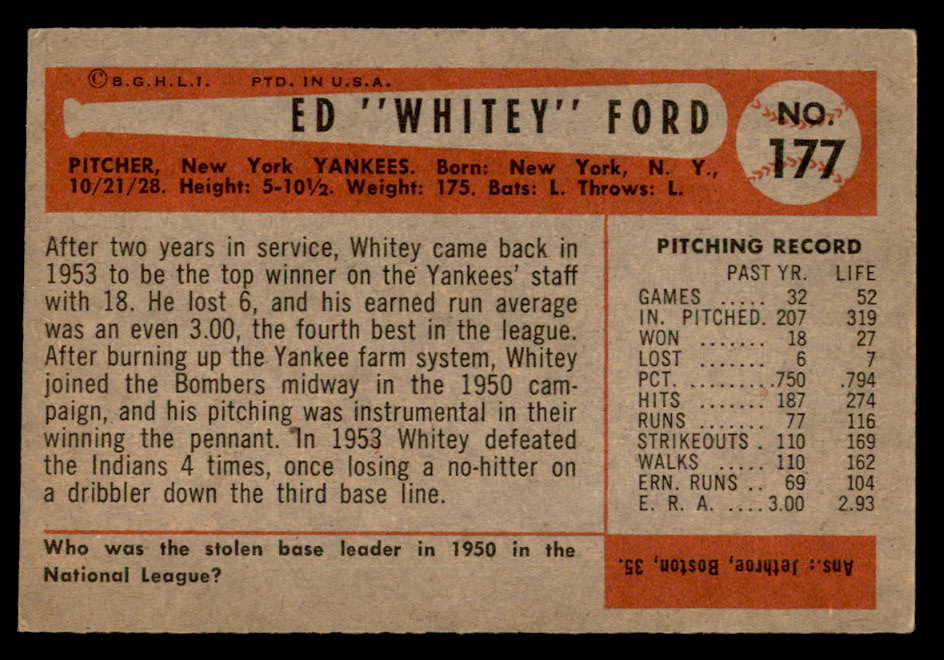 ©B.G.H.L.I. PTD. IN U.S.A.
ED "WHITEY" FORD
NO.
177
PITCHER, New York YANKEES. Born: New York, N. Y.,
10/21/28. Height: 5-10½. Weight: 175. Bats: L. Throws: L.
After two years in service, Whitey came back in
1953 to be the top winner on the Yankees' staff
with 18. He lost 6, and his earned run average
was an even 3.00, the fourth best in the league.
After burning up the Yankee farm system, Whitey
joined the Bombers midway in the 1950 cam-
paign, and his pitching was instrumental in their
winning the pennant. In 1953 Whitey defeated
the Indians 4 times, once losing a no-hitter on
a dribbler down the third base line.
PITCHING RECORD
PAST YR. LIFE
GAMES ..... 32 52
IN. PITCHED. 207 319
WON ....... 18 27
LOST ....... 6 7
PCT. ......... .750 .794
HITS ....... 187 274
RUNS ....... 77 116
STRIKEOUTS . 110 169
WALKS ..... 110 162
ERN. RUNS .. 69 104
E. R. A. .... 3.00 2.93
Who was the stolen base leader in 1950 in the
National League?
Ans.: Jethroe, Boston, 35.